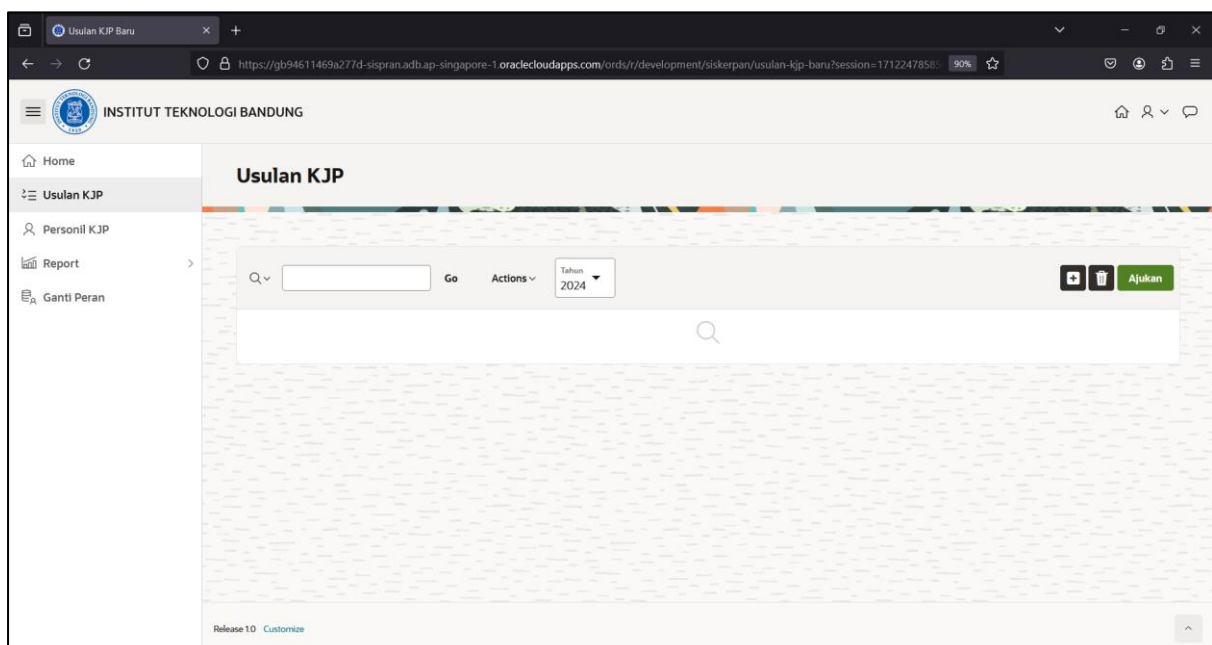 Usulan KJP Baru
https://gb94611469a277d-sispran.adb.ap-singapore-1.oraclecloudapps.com/ords/r/development/siskerpan/usulan-kjp-baru?session=1712247858
90%
INSTITUT TEKNOLOGI BANDUNG
Home
Usulan KJP
Personil KJP
Report
Ganti Peran
Usulan KJP
Go
Actions
Tahun
2024
Ajukan
Release 1.0 Customize